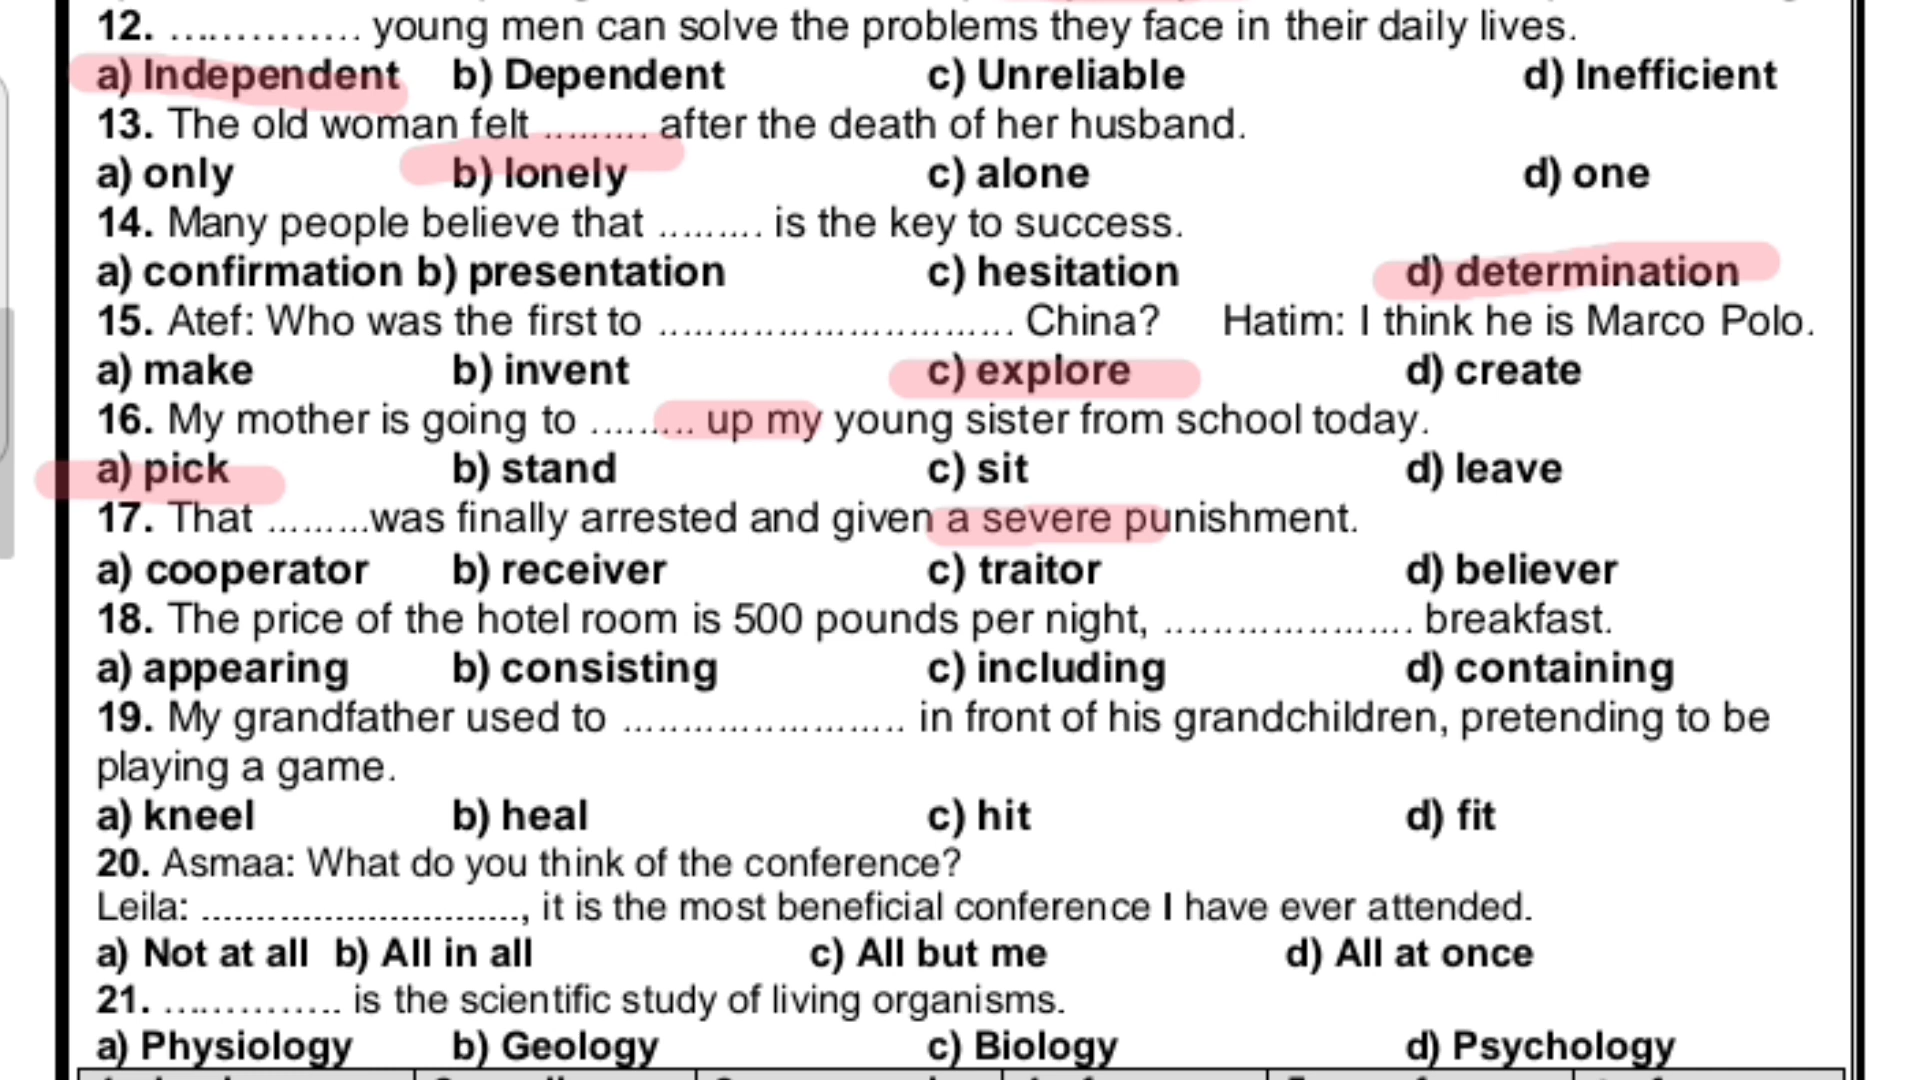 12. .............. young men can solve the problems they face in their daily lives.
a) Independent b) Dependent c) Unreliable d) Inefficient
13. The old woman felt ......... after the death of her husband.
a) only b) lonely c) alone d) one
14. Many people believe that ......... is the key to success.
a) confirmation b) presentation c) hesitation d) determination
15. Atef: Who was the first to .............................. China? Hatim: I think he is Marco Polo.
a) make b) invent c) explore d) create
16. My mother is going to ......... up my young sister from school today.
a) pick b) stand c) sit d) leave
17. That .........was finally arrested and given a severe punishment.
a) cooperator b) receiver c) traitor d) believer
18. The price of the hotel room is 500 pounds per night, ..................... breakfast.
a) appearing b) consisting c) including d) containing
19. My grandfather used to ........................ in front of his grandchildren, pretending to be
playing a game.
a) kneel b) heal c) hit d) fit
20. Asmaa: What do you think of the conference?
Leila: .............................., it is the most beneficial conference I have ever attended.
a) Not at all b) All in all c) All but me d) All at once
21. .............. is the scientific study of living organisms.
a) Physiology b) Geology c) Biology d) Psychology